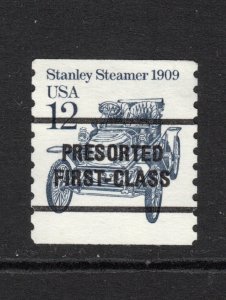 Stanley Steamer 1909
USA
12
PRESORTED
FIRST-CLASS